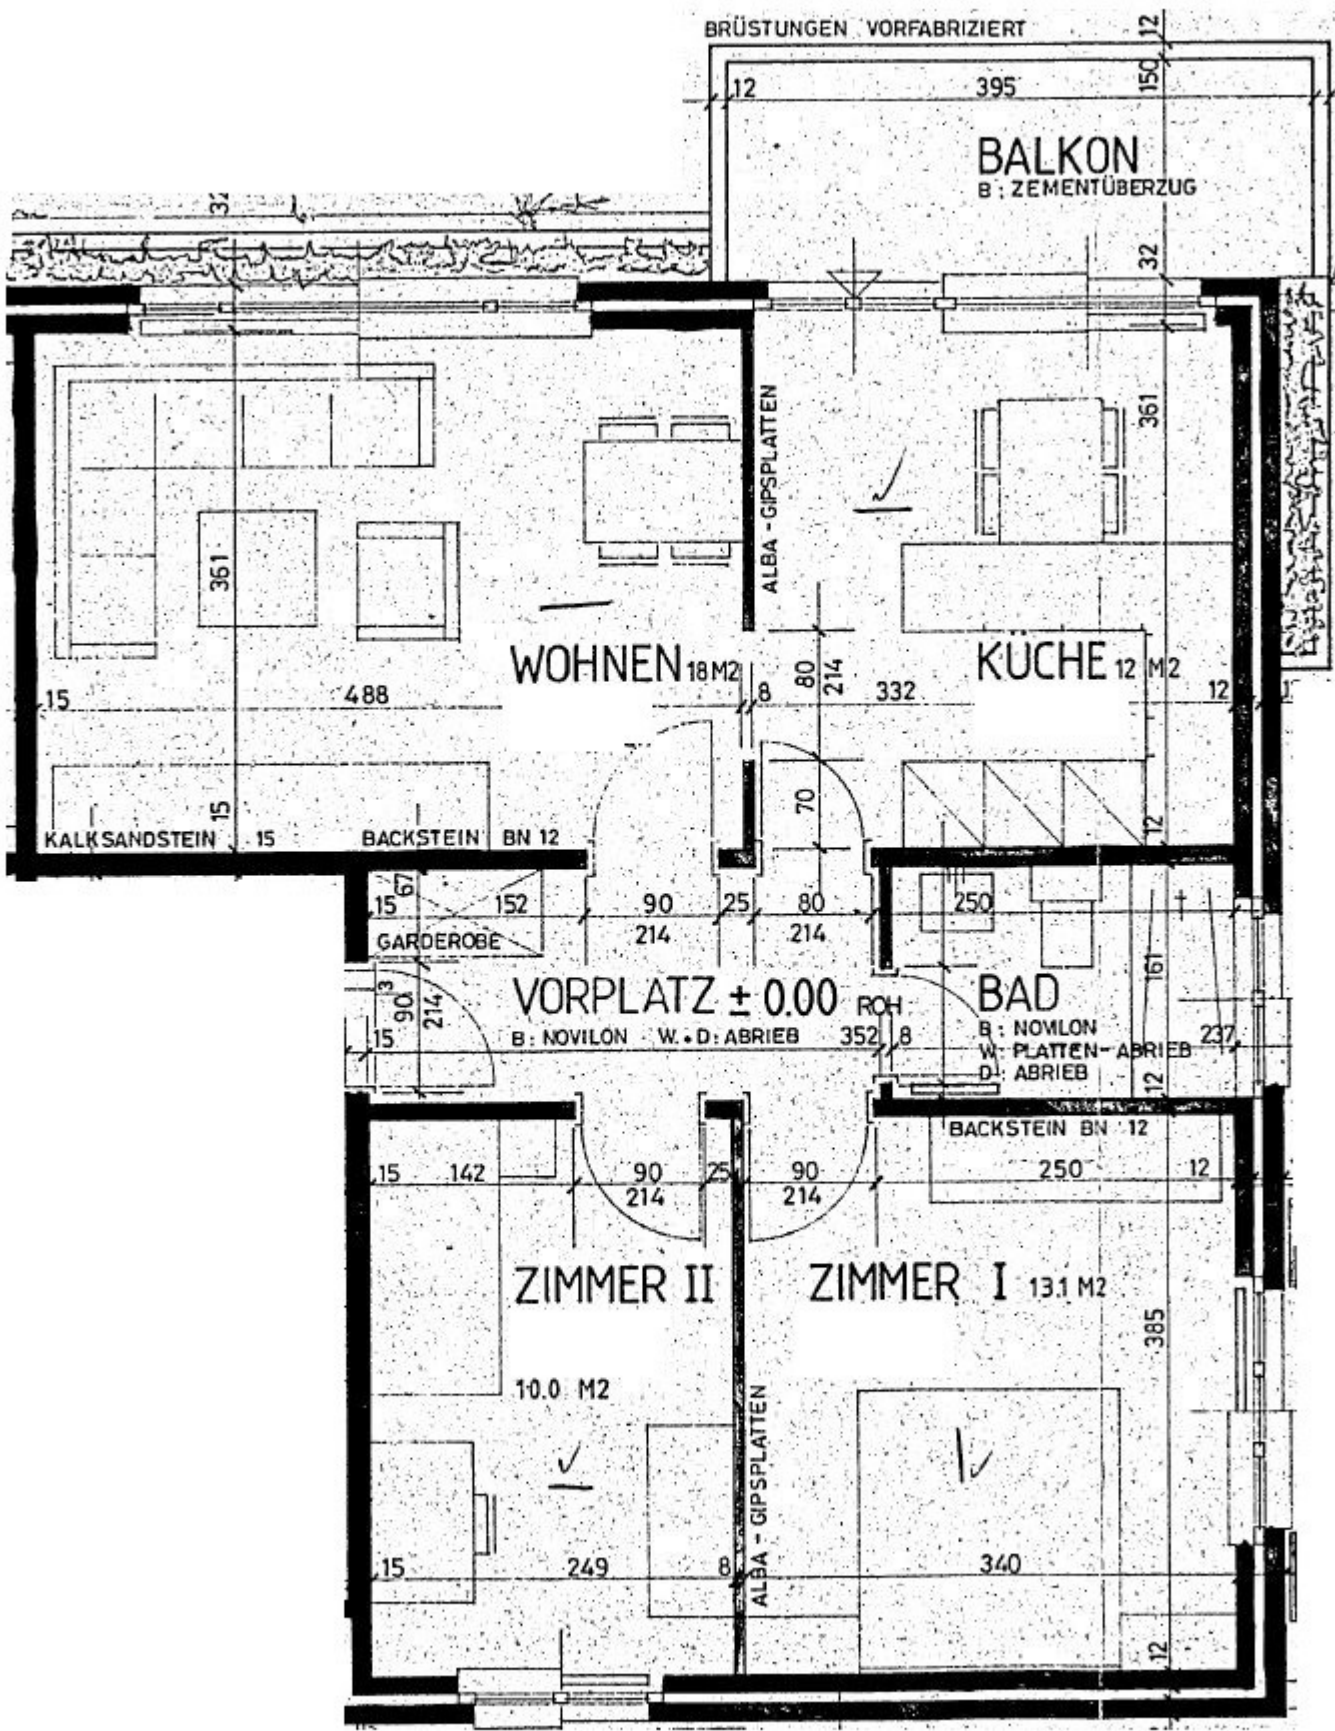 BRÜSTUNGEN VORFABRIZIERT
12
12
395
150
BALKON
B: ZEMENTÜBERZUG
32
32
ALBA - GIPSPLATTEN
361
361
WOHNEN 18 M2
80
214
KÜCHE 12 M2
15
488
8
332
12
15
70
12
KALKSANDSTEIN 15
BACKSTEIN BN 12
67
15
152
90
214
25
80
214
250
GARDEROBE
161
3
90
214
VORPLATZ ± 0.00 ROH
B: NOVILON W.+D: ABRIEB
BAD
B: NOVILON
W: PLATTEN-ABRIEB
D: ABRIEB
15
352
8
237
12
BACKSTEIN BN 12
15
142
90
214
25
90
214
250
12
ZIMMER II
10.0 M2
ZIMMER I 13.1 M2
385
ALBA - GIPSPLATTEN
15
249
8
340
12